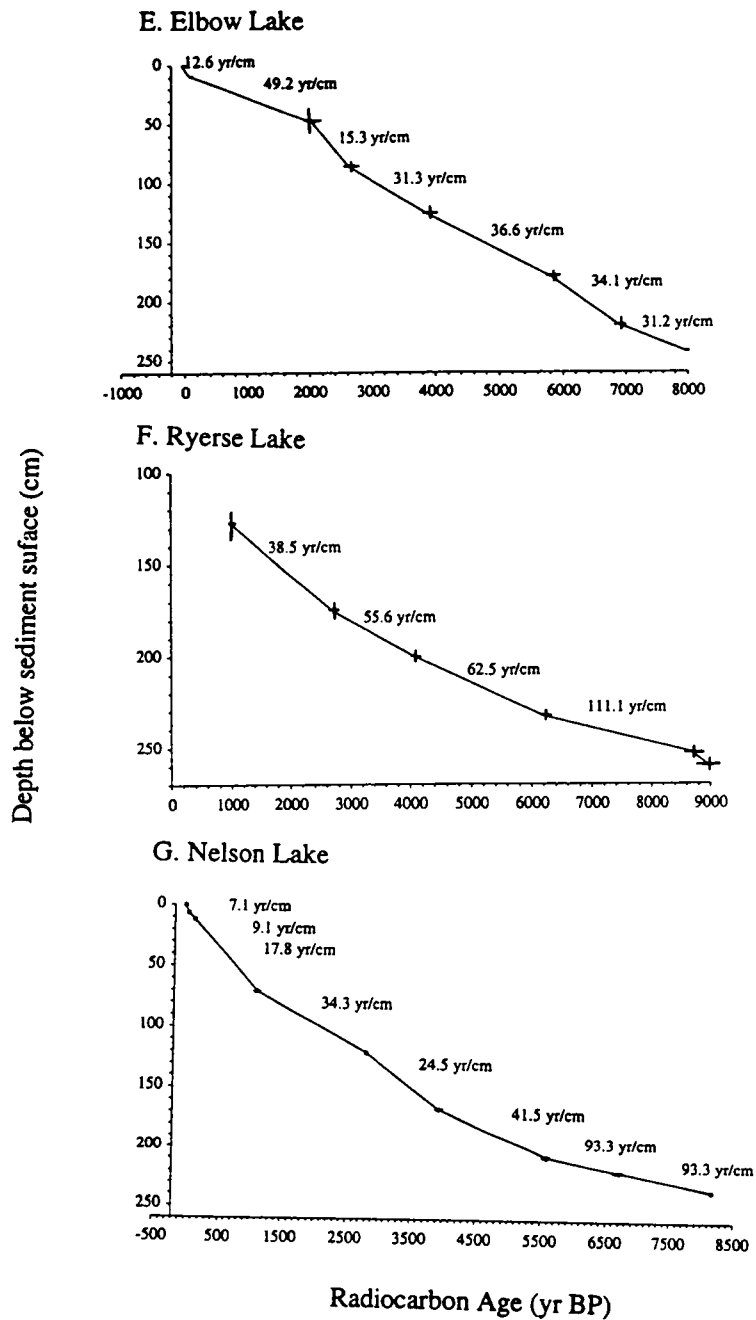 E. Elbow Lake
0
12.6 yr/cm
49.2 yr/cm
50
15.3 yr/cm
100
31.3 yr/cm
150
36.6 yr/cm
200
34.1 yr/cm
31.2 yr/cm
250
-1000 0 1000 2000 3000 4000 5000 6000 7000 8000
F. Ryerse Lake
100
150
38.5 yr/cm
55.6 yr/cm
200
62.5 yr/cm
111.1 yr/cm
250
0 1000 2000 3000 4000 5000 6000 7000 8000 9000
Depth below sediment suface (cm)
G. Nelson Lake
0
7.1 yr/cm
9.1 yr/cm
17.8 yr/cm
50
34.3 yr/cm
100
24.5 yr/cm
150
41.5 yr/cm
93.3 yr/cm
93.3 yr/cm
200
250
-500 500 1500 2500 3500 4500 5500 6500 7500 8500
Radiocarbon Age (yr BP)